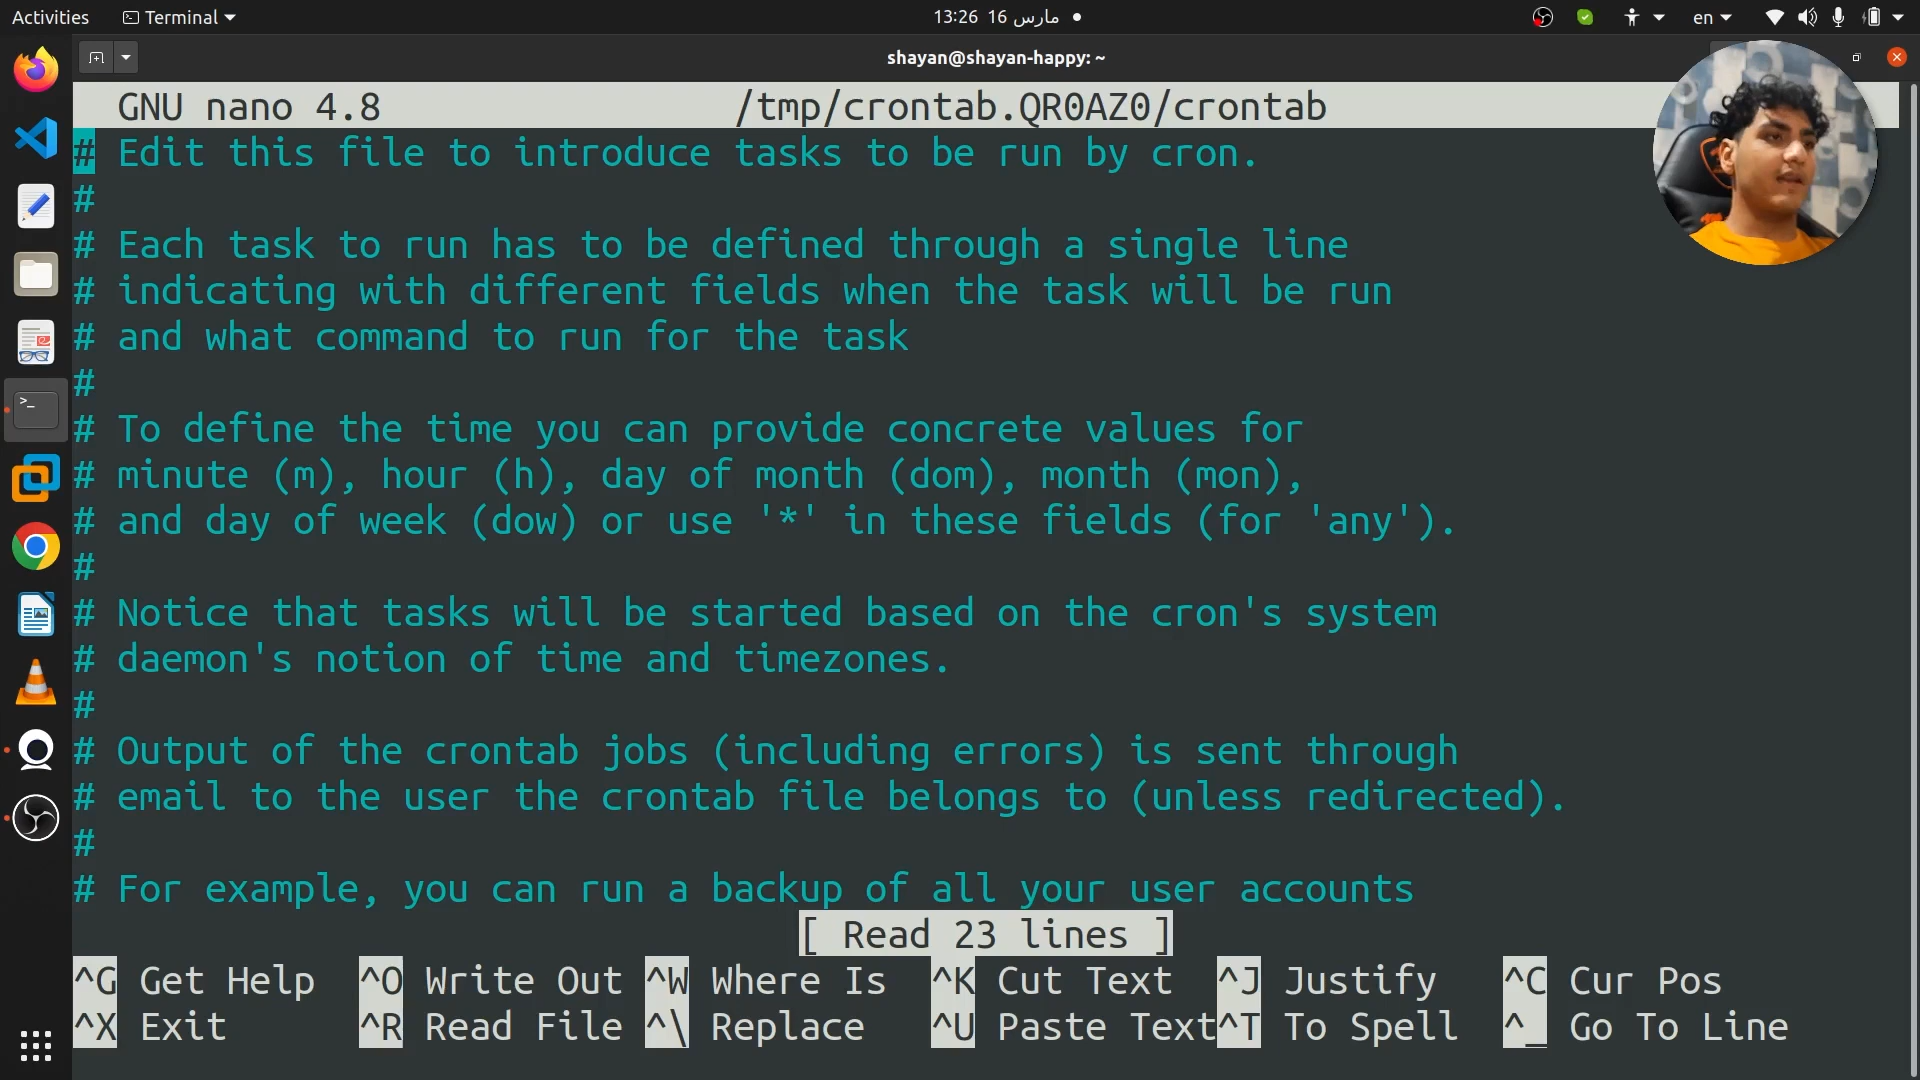 Activities
Terminal
13:26 16 مارس
en
shayan@shayan-happy: ~
GNU nano 4.8
/tmp/crontab.QR0AZ0/crontab
# Edit this file to introduce tasks to be run by cron.
#
# Each task to run has to be defined through a single line
# indicating with different fields when the task will be run
# and what command to run for the task
#
# To define the time you can provide concrete values for
# minute (m), hour (h), day of month (dom), month (mon),
# and day of week (dow) or use '*' in these fields (for 'any').
#
# Notice that tasks will be started based on the cron's system
# daemon's notion of time and timezones.
#
# Output of the crontab jobs (including errors) is sent through
# email to the user the crontab file belongs to (unless redirected).
#
# For example, you can run a backup of all your user accounts
[ Read 23 lines ]
^G Get Help ^O Write Out ^W Where Is ^K Cut Text ^J Justify ^C Cur Pos
^X Exit ^R Read File ^\ Replace ^U Paste Text ^T To Spell ^_ Go To Line